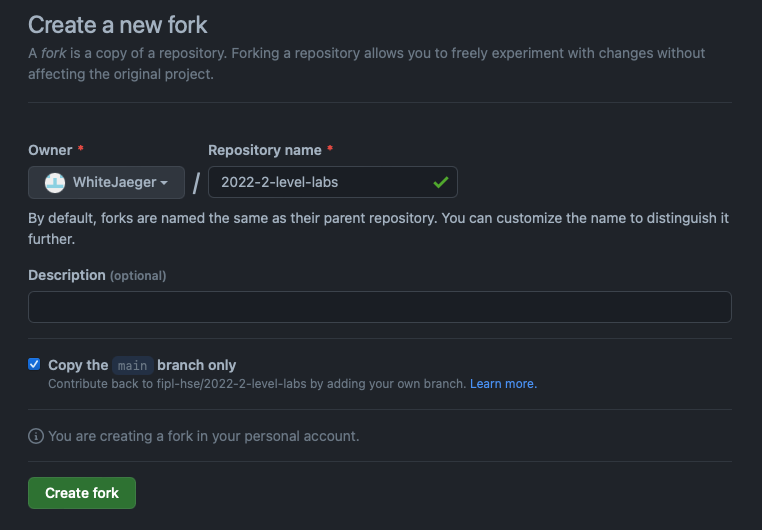 Create a new fork
A fork is a copy of a repository. Forking a repository allows you to freely experiment with changes without
affecting the original project.
Owner *
Repository name *
WhiteJaeger
/
2022-2-level-labs
By default, forks are named the same as their parent repository. You can customize the name to distinguish it
further.
Description (optional)
Copy the main branch only
Contribute back to fipl-hse/2022-2-level-labs by adding your own branch. Learn more.
You are creating a fork in your personal account.
Create fork